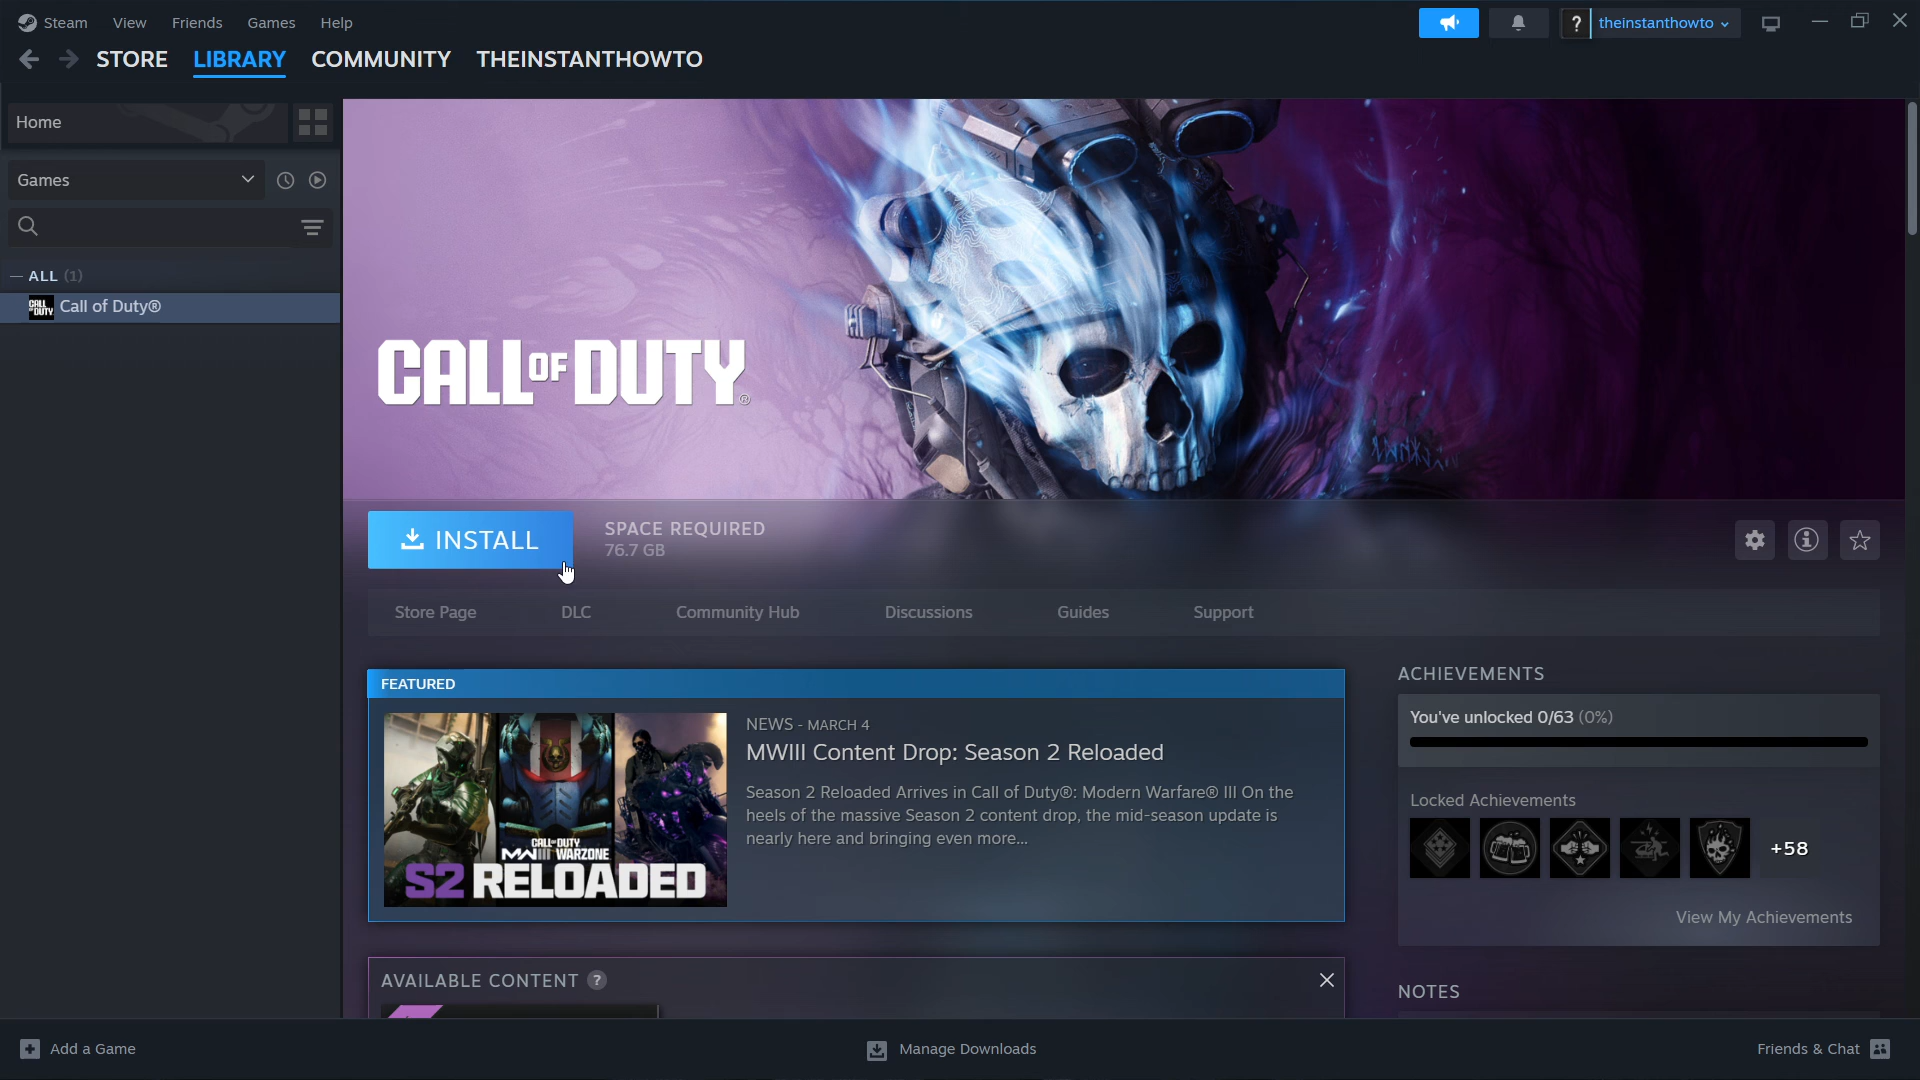 Steam View Friends Games Help
? theinstanthowto
STORE LIBRARY COMMUNITY THEINSTANTHOWTO
Home
Games
— ALL (1)
CALL OF DUTY Call of Duty®
CALL OF DUTY®
INSTALL
SPACE REQUIRED
76.7 GB
Store Page DLC Community Hub Discussions Guides Support
FEATURED
NEWS - MARCH 4
MWIII Content Drop: Season 2 Reloaded
Season 2 Reloaded Arrives in Call of Duty®: Modern Warfare® III On the
heels of the massive Season 2 content drop, the mid-season update is
nearly here and bringing even more...
CALL OF DUTY
MWIII WARZONE
S2 RELOADED
AVAILABLE CONTENT ?
ACHIEVEMENTS
You've unlocked 0/63 (0%)
Locked Achievements
+58
View My Achievements
NOTES
Add a Game
Manage Downloads
Friends & Chat